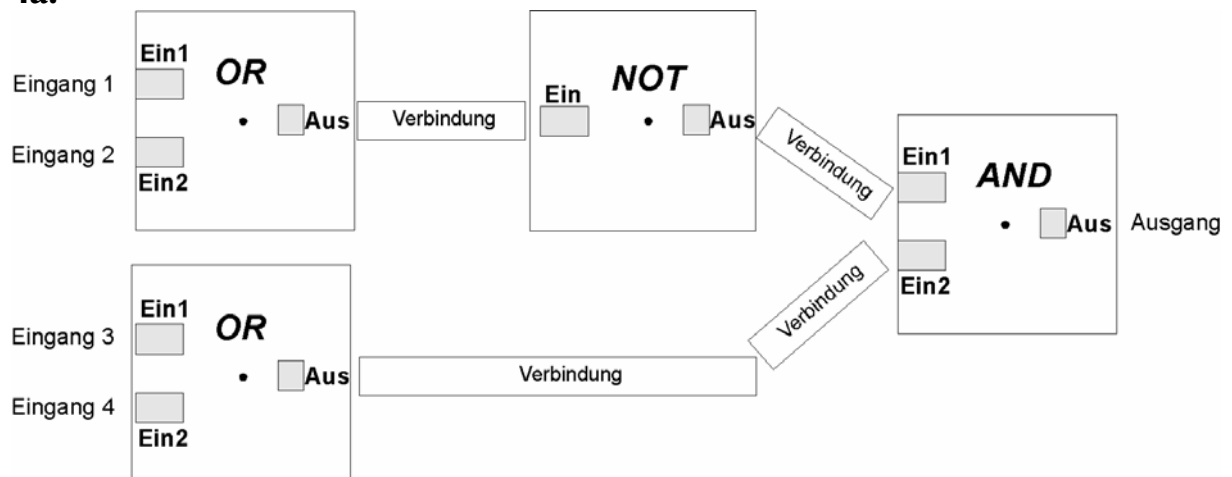 Ein1
OR
Eingang 1
Aus
Eingang 2
Ein2
Verbindung
NOT
Ein
Aus
Verbindung
Ein1
AND
Aus
Ausgang
Ein2
Ein1
OR
Eingang 3
Aus
Eingang 4
Ein2
Verbindung
Verbindung